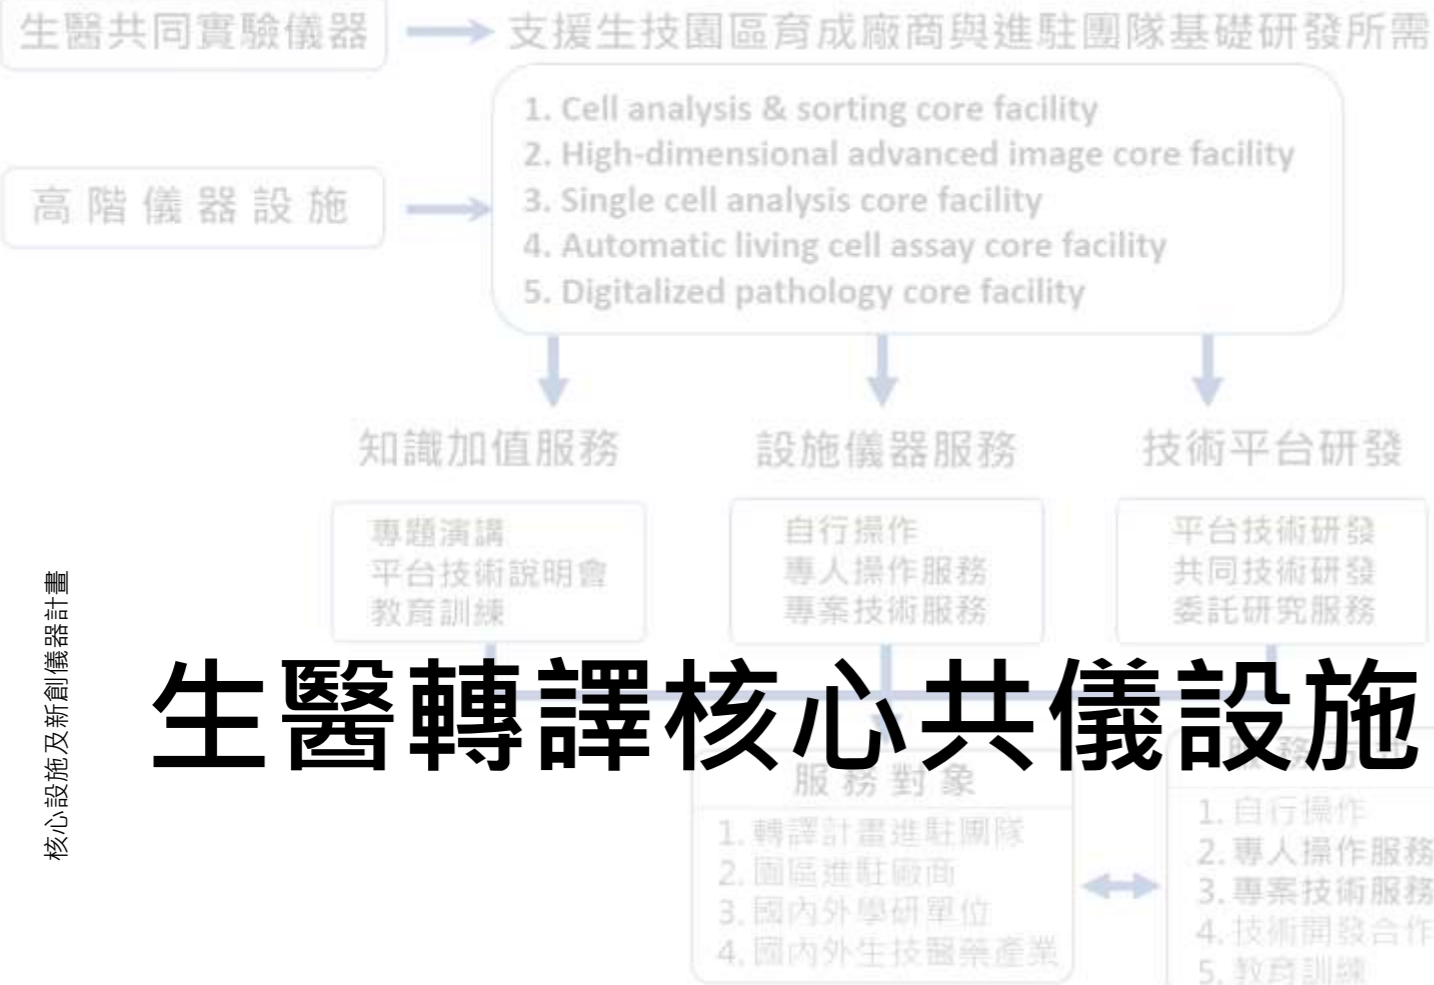 生醫共同實驗儀器
支援生技園區育成廠商與進駐團隊基礎研發所需
高階儀器設施
1. Cell analysis & sorting core facility
2. High-dimensional advanced image core facility
3. Single cell analysis core facility
4. Automatic living cell assay core facility
5. Digitalized pathology core facility
知識加值服務
設施儀器服務
技術平台研發
專題演講
平台技術說明會
教育訓練
自行操作
專人操作服務
專案技術服務
平台技術研發
共同技術研發
委託研究服務
核心設施及新創儀器計畫
生醫轉譯核心共儀設施
服務對象
1. 轉譯計畫進駐團隊
2. 園區進駐廠商
3. 國內外學研單位
4. 國內外生技醫藥產業
服務方
1. 自行操作
2. 專人操作服務
3. 專案技術服務
4. 技術開發合作
5. 教育訓練